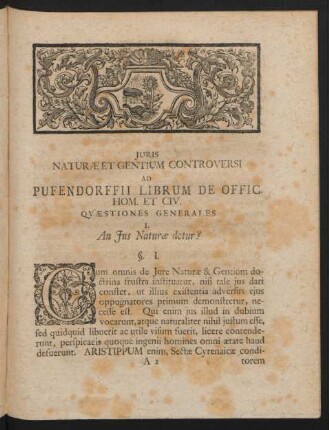 JURIS
NATURÆ ET GENTIUM CONTROVERSI
AD
PUFENDORFFII LIBRUM DE OFFIC.
HOM. ET CIV.
QVÆSTIONES GENERALES
I.
An Jus Naturæ detur?
§. I.
Cum omnis de Jure Naturæ & Gentium do-
ctrina frustra instituatur, nisi tale jus dari
constet, ut illius existentia adversus ejus
oppugnatores primum demonstretur, ne-
cesse est. Qui enim jus illud in dubium
vocarunt, atque naturaliter nihil justum esse,
sed quidquid libuerit ac utile visum fuerit, licere contende-
runt, perspicacis quoque ingenii homines omni ætate haud
defuerunt. ARISTIPPUM enim, Sectæ Cyrenaicæ condi-
A 2 torem